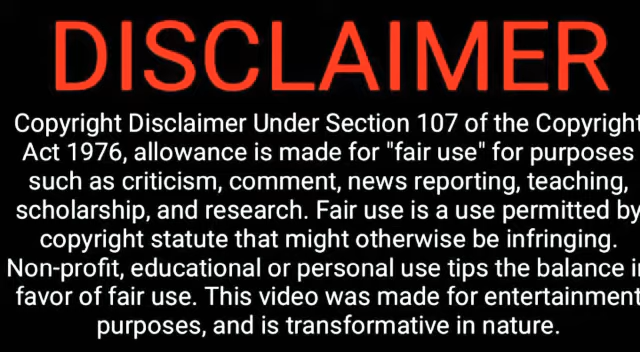 DISCLAIMER
Copyright Disclaimer Under Section 107 of the Copyright
Act 1976, allowance is made for "fair use" for purposes
such as criticism, comment, news reporting, teaching,
scholarship, and research. Fair use is a use permitted by
copyright statute that might otherwise be infringing.
Non-profit, educational or personal use tips the balance in
favor of fair use. This video was made for entertainment
purposes, and is transformative in nature.